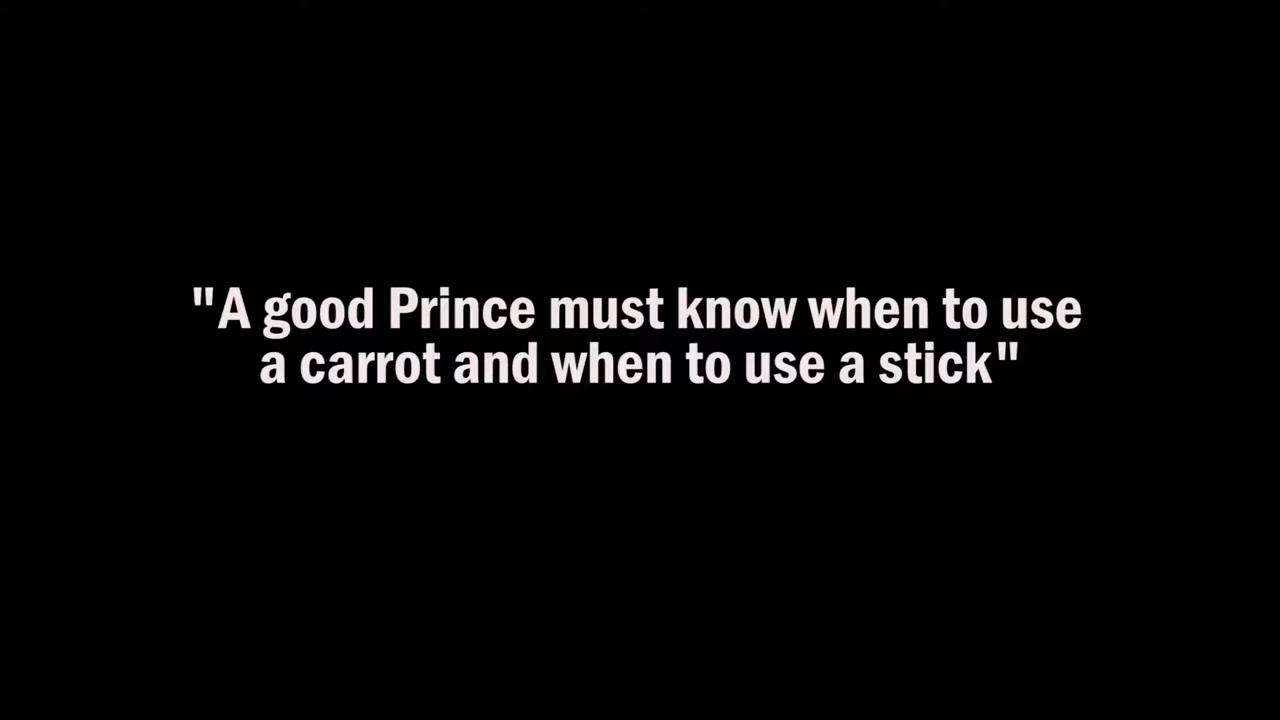 "A good Prince must know when to use
a carrot and when to use a stick"